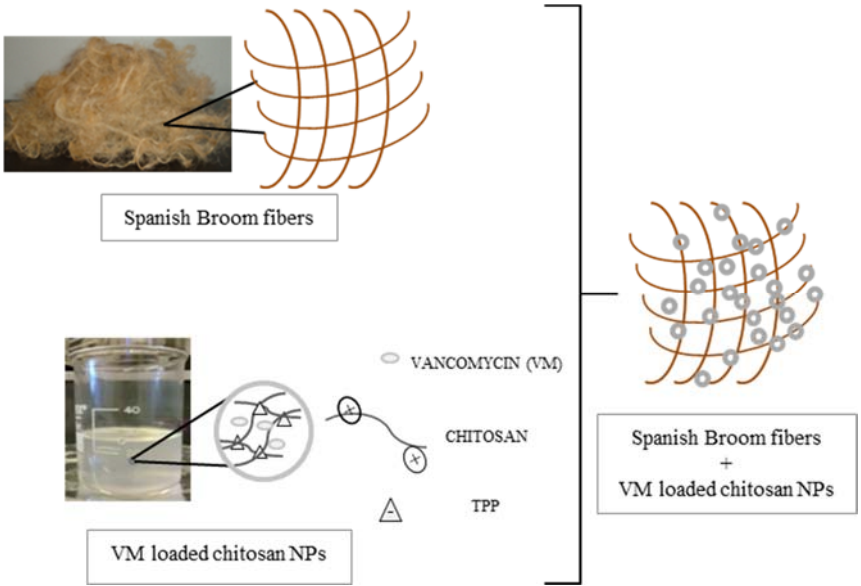 Spanish Broom fibers
40
VANCOMYCIN (VM)
CHITOSAN
TPP
VM loaded chitosan NPs
Spanish Broom fibers
+
VM loaded chitosan NPs